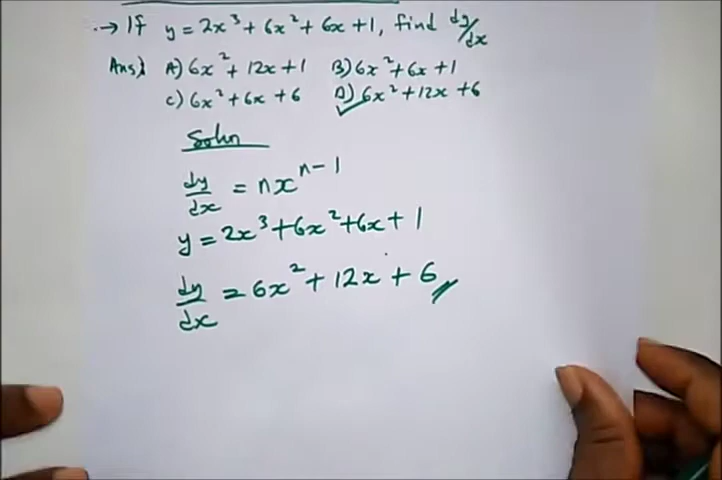 .→ If y = 2x³ + 6x² + 6x + 1, find dy/dx
Ans) A) 6x² + 12x + 1 B) 6x² + 6x + 1
C) 6x² + 6x + 6 D) 6x² + 12x + 6
Soln
dy/dx = nx^(n-1)
y = 2x³ + 6x² + 6x + 1
dy/dx = 6x² + 12x + 6